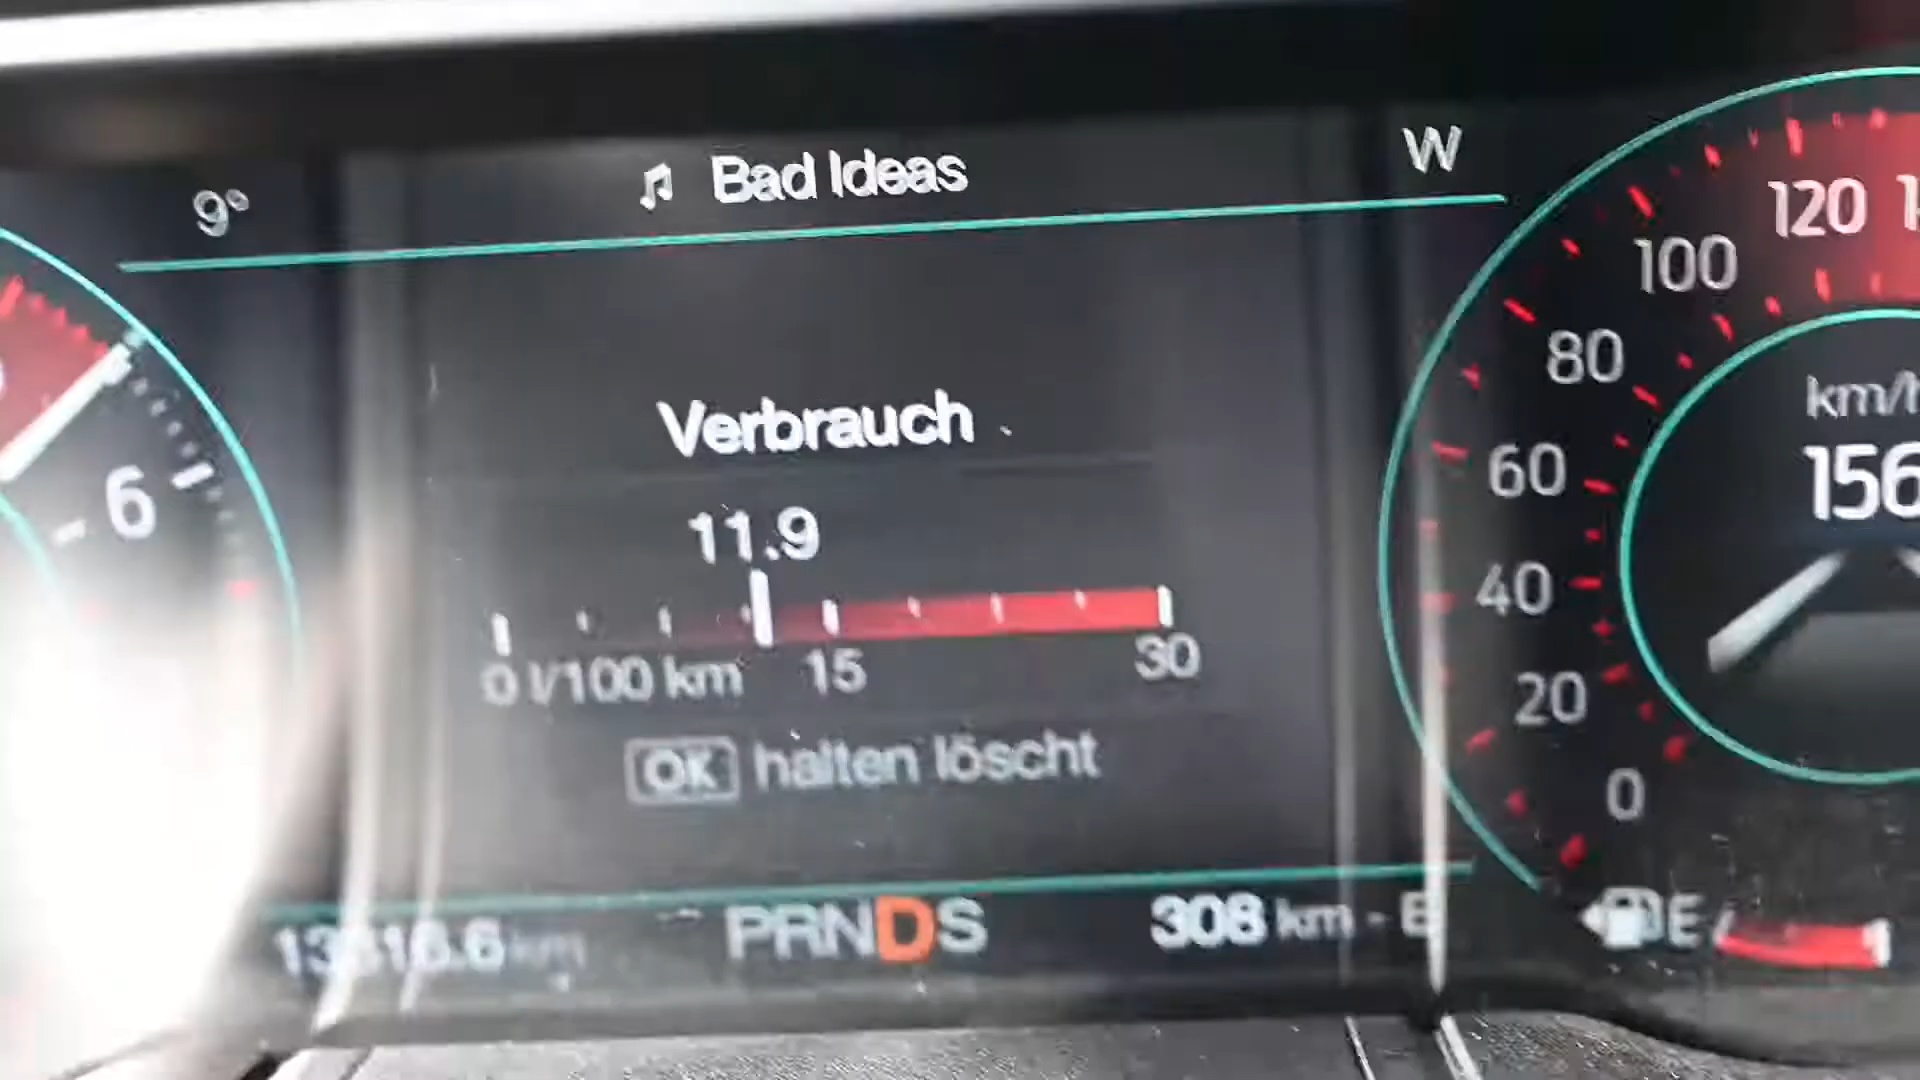 9°
Bad Ideas
W
120
100
80
60
40
20
0
km/h
156
6
Verbrauch
11.9
0 l/100 km 15 30
OK halten löscht
PRNDS
308 km - E
E